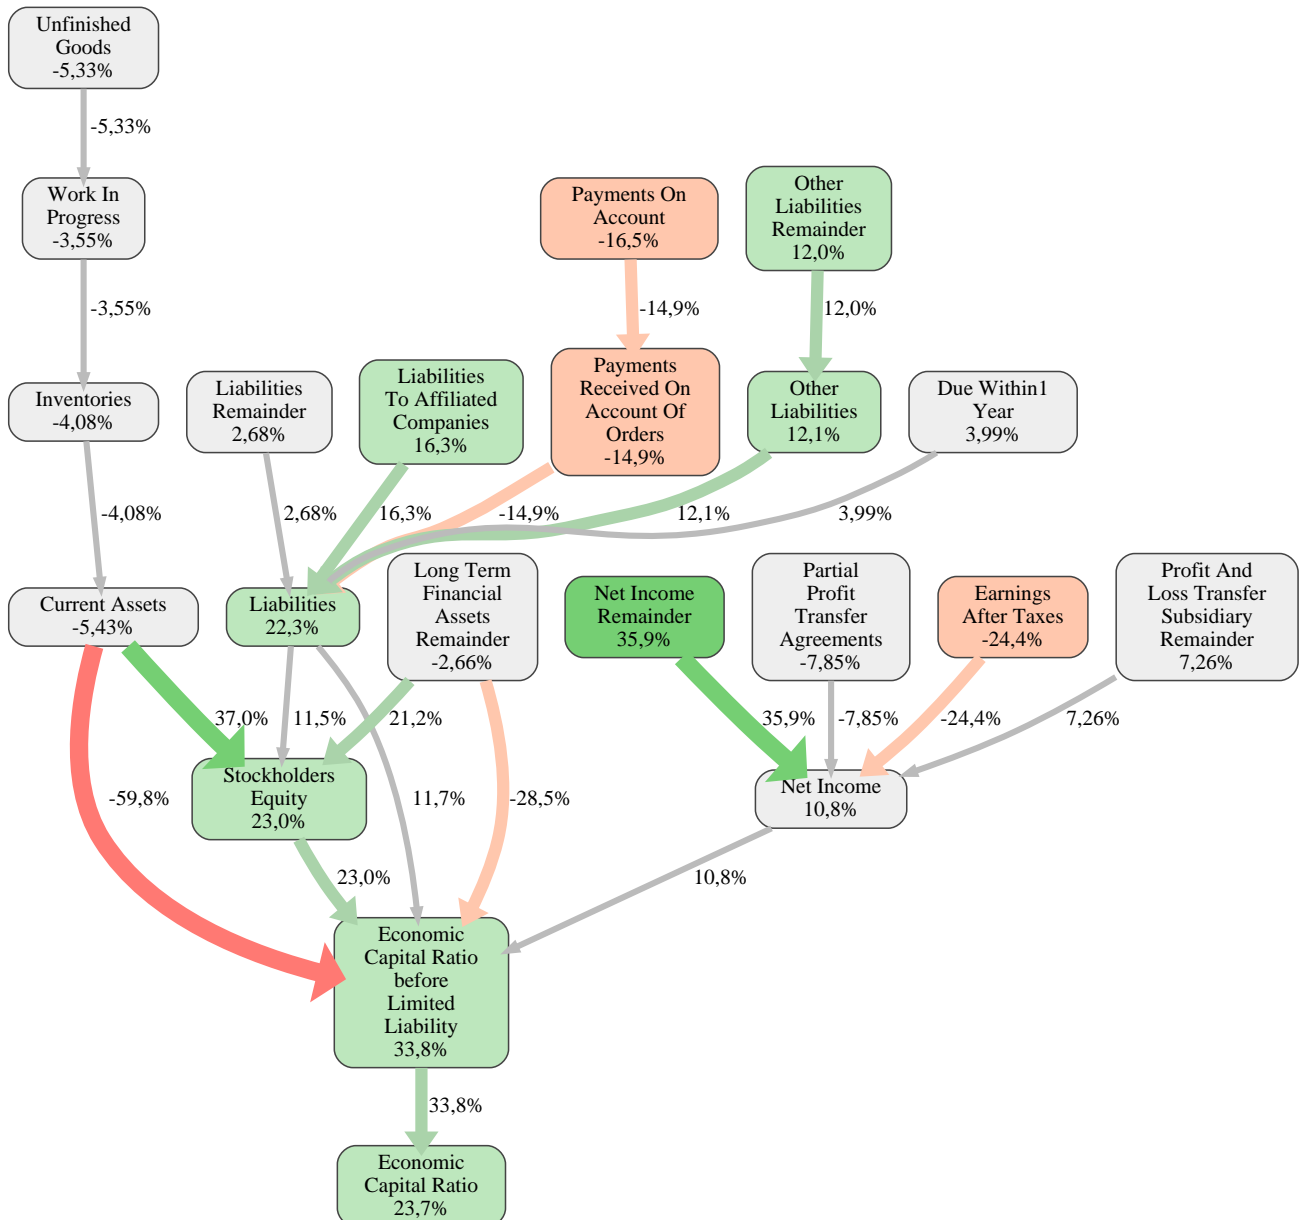 Unfinished
Goods
-5,33%
-5,33%
Work In
Progress
-3,55%
Payments On
Account
-16,5%
Other
Liabilities
Remainder
12,0%
-3,55%
-14,9%
12,0%
Inventories
-4,08%
Liabilities
Remainder
2,68%
Liabilities
To Affiliated
Companies
16,3%
Payments
Received On
Account Of
Orders
-14,9%
Other
Liabilities
12,1%
Due Within1
Year
3,99%
-4,08%
2,68%
16,3%
-14,9%
12,1%
3,99%
Current Assets
-5,43%
Liabilities
22,3%
Long Term
Financial
Assets
Remainder
-2,66%
Net Income
Remainder
35,9%
Partial
Profit
Transfer
Agreements
-7,85%
Earnings
After Taxes
-24,4%
Profit And
Loss Transfer
Subsidiary
Remainder
7,26%
37,0%
11,5%
21,2%
35,9%
-7,85%
-24,4%
7,26%
Stockholders
Equity
23,0%
-59,8%
11,7%
-28,5%
Net Income
10,8%
23,0%
10,8%
Economic
Capital Ratio
before
Limited
Liability
33,8%
33,8%
Economic
Capital Ratio
23,7%